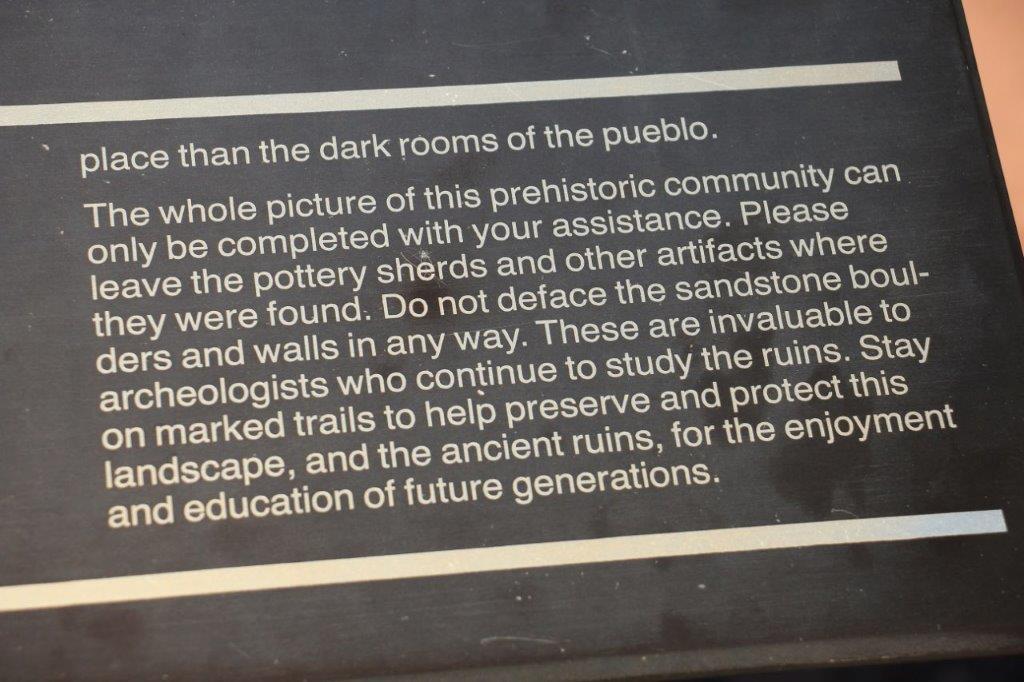 place than the dark rooms of the pueblo.
The whole picture of this prehistoric community can
only be completed with your assistance. Please
leave the pottery sherds and other artifacts where
they were found. Do not deface the sandstone boul-
ders and walls in any way. These are invaluable to
archeologists who continue to study the ruins. Stay
on marked trails to help preserve and protect this
landscape, and the ancient ruins, for the enjoyment
and education of future generations.